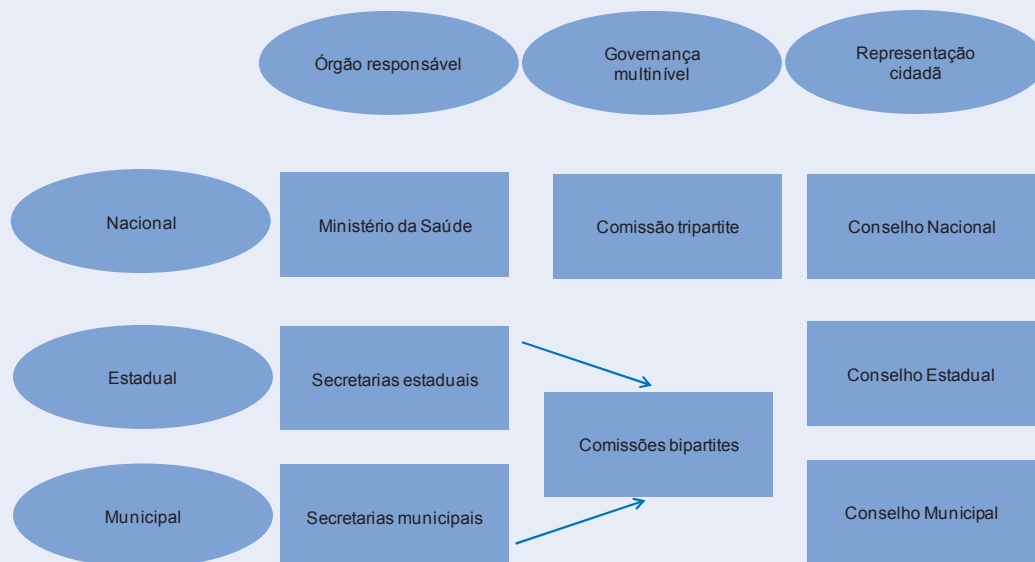 Órgão responsável
Governança
multinível
Representação
cidadã
Nacional
Ministério da Saúde
Comissão tripartite
Conselho Nacional
Estadual
Secretarias estaduais
Conselho Estadual
Comissões bipartites
Municipal
Secretarias municipais
Conselho Municipal